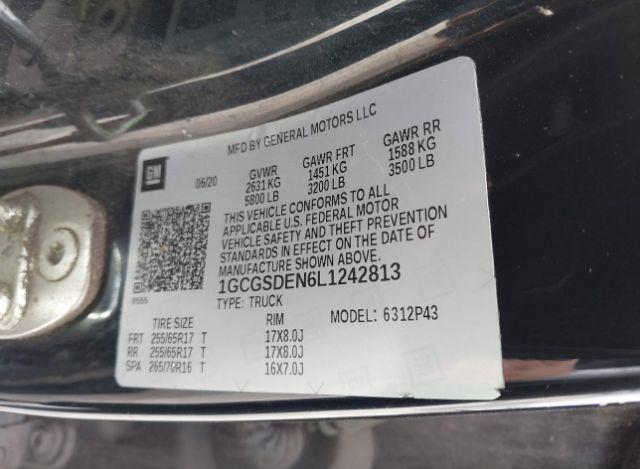 MFD BY GENERAL MOTORS LLC
GM 06/20 GVWR GAWR FRT GAWR RR
2631 KG 1451 KG 1588 KG
5800 LB 3200 LB 3500 LB
THIS VEHICLE CONFORMS TO ALL
APPLICABLE U.S. FEDERAL MOTOR
VEHICLE SAFETY AND THEFT PREVENTION
STANDARDS IN EFFECT ON THE DATE OF
MANUFACTURE SHOWN ABOVE.
1GCGSDEN6L1242813
TYPE: TRUCK MODEL: 6312P43
TIRE SIZE RIM
FRT 255/65R17 T 17X8.0J
RR 255/65R17 T 17X8.0J
SPA 265/70R16 T 16X7.0J